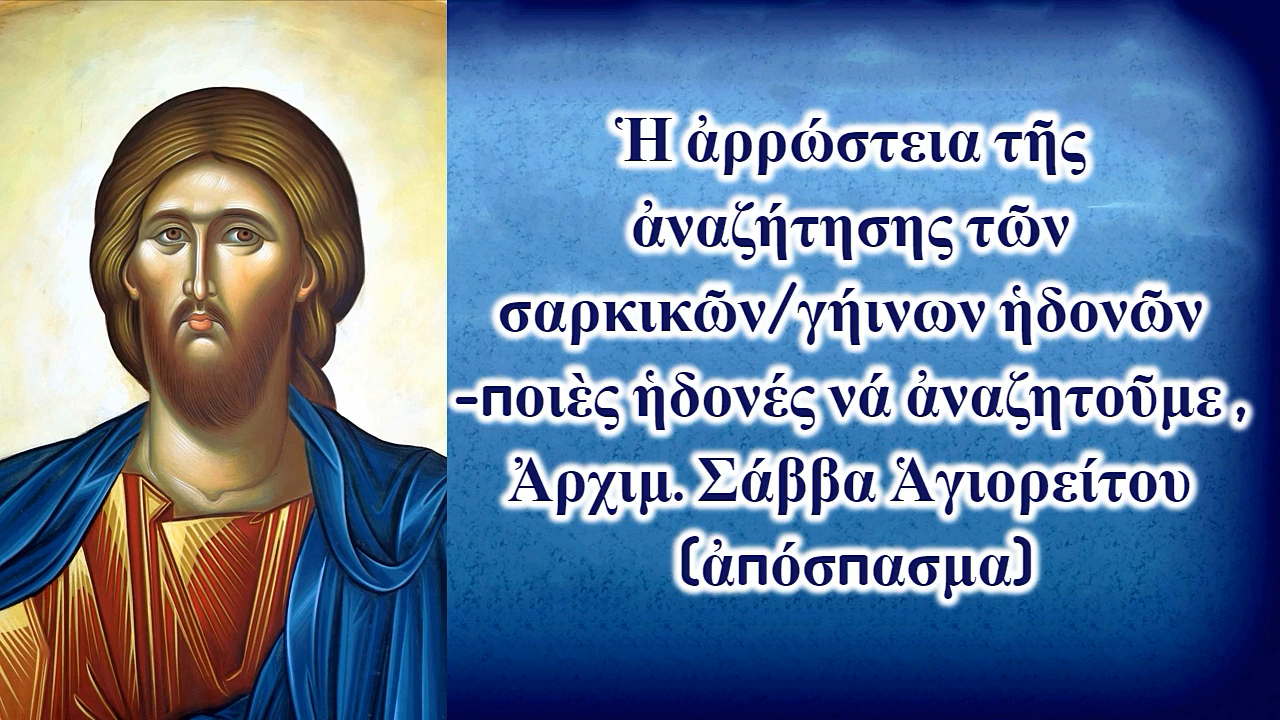 Ἡ ἀρρώστεια τῆς
ἀναζήτησης τῶν
σαρκικῶν/γήινων ἡδονῶν
-ποιὲς ἡδονές νά ἀναζητοῦμε ,
Ἀρχιμ. Σάββα Ἁγιορείτου
(ἀπόσπασμα)